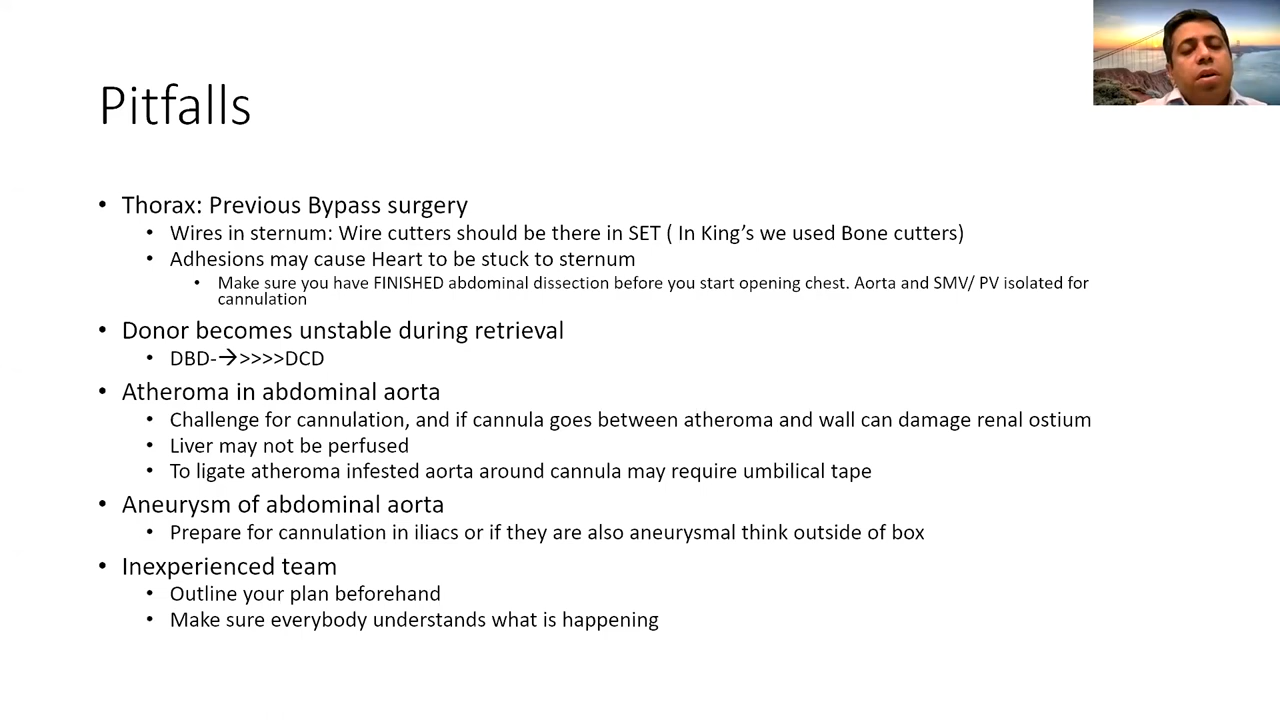 Pitfalls
• Thorax: Previous Bypass surgery
• Wires in sternum: Wire cutters should be there in SET ( In King’s we used Bone cutters)
• Adhesions may cause Heart to be stuck to sternum
• Make sure you have FINISHED abdominal dissection before you start opening chest. Aorta and SMV/ PV isolated for
cannulation
• Donor becomes unstable during retrieval
• DBD-→>>>>DCD
• Atheroma in abdominal aorta
• Challenge for cannulation, and if cannula goes between atheroma and wall can damage renal ostium
• Liver may not be perfused
• To ligate atheroma infested aorta around cannula may require umbilical tape
• Aneurysm of abdominal aorta
• Prepare for cannulation in iliacs or if they are also aneurysmal think outside of box
• Inexperienced team
• Outline your plan beforehand
• Make sure everybody understands what is happening